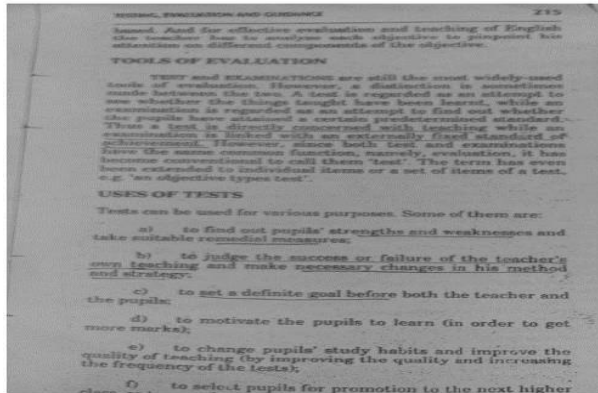 TESTING, EVALUATION AND GUIDANCE 215
based. And for effective evaluation and teaching of English
the teacher has to analyse each objective to pinpoint his
attention on different components of the objective.
TOOLS OF EVALUATION
TEST and EXAMINATIONS are still the most widely-used
tools of evaluation. However, a distinction is sometimes
made between the two. A test is regarded as an attempt to
see whether the things taught have been learnt, while an
examination is regarded as an attempt to find out whether
the pupils have attained a certain predetermined standard.
Thus a test is directly concerned with teaching while an
examination is linked with an externally felt standard of
achievement. However, since both test and examinations
have the same common function, namely, evaluation, it has
become conventional to call them 'test'. The term has even
been extended to individual items or a set of items of a test,
e.g. 'an objective types test'.
USES OF TESTS
Tests can be used for various purposes. Some of them are:
a) to find out pupils' strengths and weaknesses and
take suitable remedial measures;
b) to judge the success or failure of the teacher's
own teaching and make necessary changes in his method
and strategy.
c) to set a definite goal before both the teacher and
the pupils;
d) to motivate the pupils to learn (in order to get
more marks);
e) to change pupils' study habits and improve the
quality of teaching (by improving the quality and increasing
the frequency of the tests);
f) to select pupils for promotion to the next higher